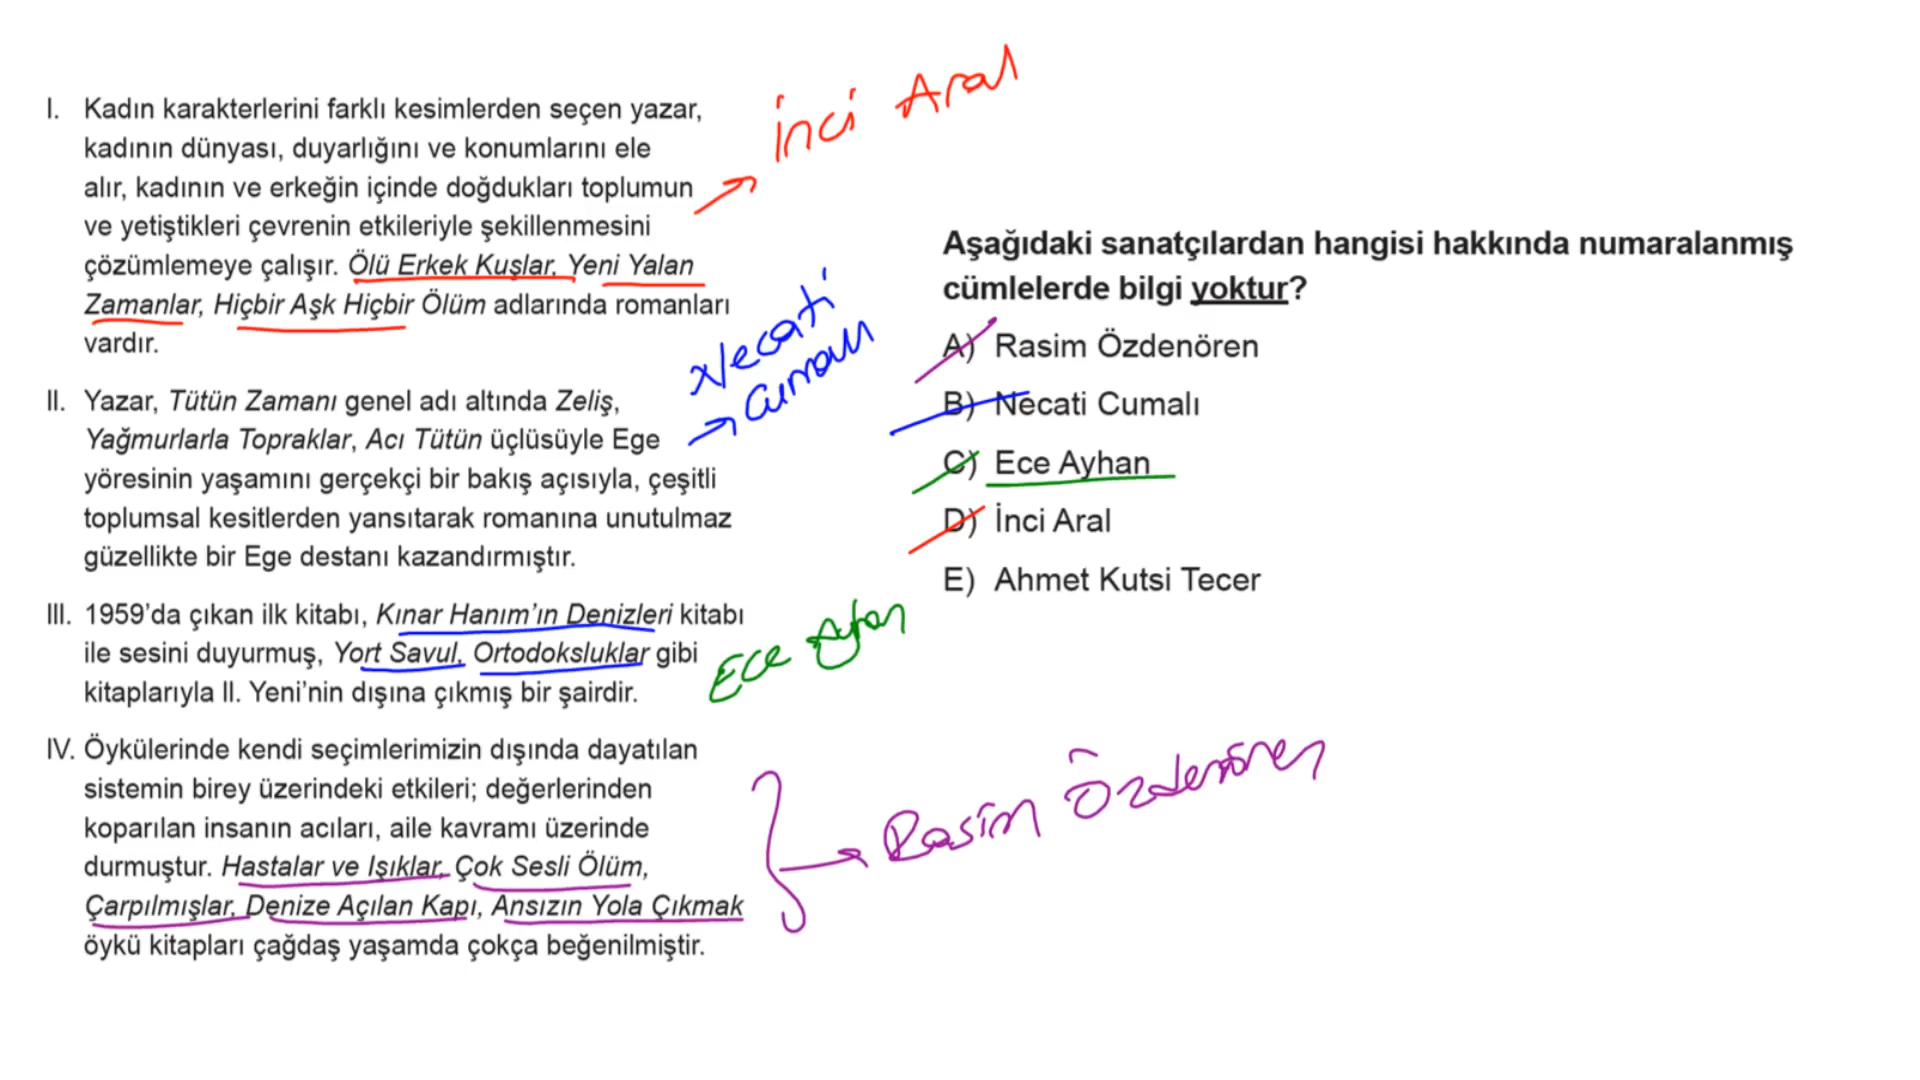 I. Kadın karakterlerini farklı kesimlerden seçen yazar,
kadının dünyası, duyarlığını ve konumlarını ele
alır, kadının ve erkeğin içinde doğdukları toplumun
ve yetiştikleri çevrenin etkileriyle şekillenmesini
çözümlemeye çalışır. Ölü Erkek Kuşlar, Yeni Yalan
Zamanlar, Hiçbir Aşk Hiçbir Ölüm adlarında romanları
vardır.
İnci Aral
II. Yazar, Tütün Zamanı genel adı altında Zeliş,
Yağmurlarla Topraklar, Acı Tütün üçlüsüyle Ege
yöresinin yaşamını gerçekçi bir bakış açısıyla, çeşitli
toplumsal kesitlerden yansıtarak romanına unutulmaz
güzellikte bir Ege destanı kazandırmıştır.
Necati
Cumalı
III. 1959’da çıkan ilk kitabı, Kınar Hanım’ın Denizleri kitabı
ile sesini duyurmuş, Yort Savul, Ortodoksluklar gibi
kitaplarıyla II. Yeni’nin dışına çıkmış bir şairdir.
Ece Ayhan
IV. Öykülerinde kendi seçimlerimizin dışında dayatılan
sistemin birey üzerindeki etkileri; değerlerinden
koparılan insanın acıları, aile kavramı üzerinde
durmuştur. Hastalar ve Işıklar, Çok Sesli Ölüm,
Çarpılmışlar, Denize Açılan Kapı, Ansızın Yola Çıkmak
öykü kitapları çağdaş yaşamda çokça beğenilmiştir.
Rasim Özdenören
Aşağıdaki sanatçılardan hangisi hakkında numaralanmış
cümlelerde bilgi yoktur?
A) Rasim Özdenören
B) Necati Cumalı
C) Ece Ayhan
D) İnci Aral
E) Ahmet Kutsi Tecer